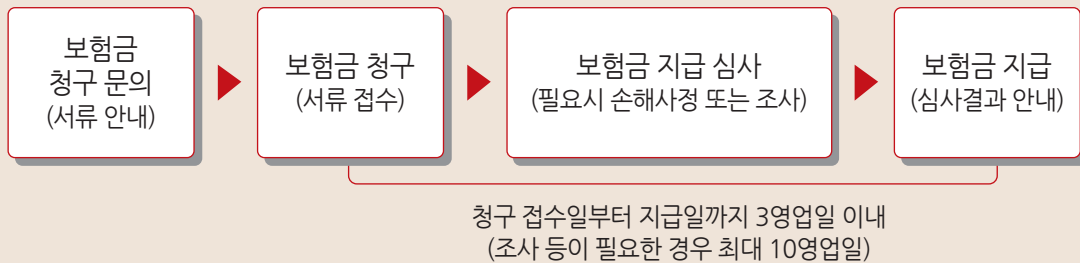 보험금
청구 문의
(서류 안내)
보험금 청구
(서류 접수)
보험금 지급 심사
(필요시 손해사정 또는 조사)
보험금 지급
(심사결과 안내)
청구 접수일부터 지급일까지 3영업일 이내
(조사 등이 필요한 경우 최대 10영업일)